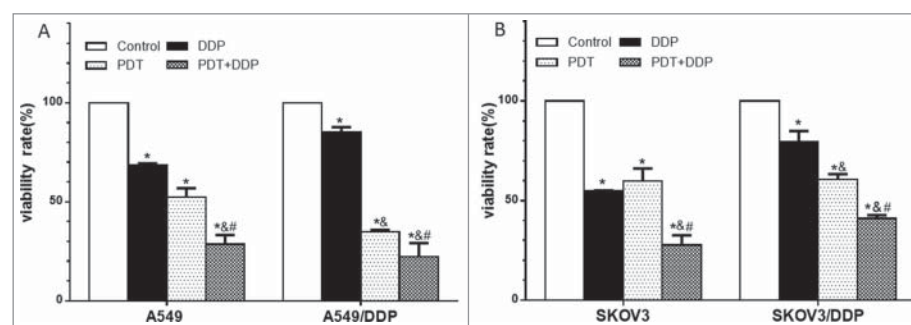 A
Control
DDP
PDT
PDT+DDP
viability rate(%)
100
50
0
*
*
*&#
*
*&
*&#
A549
A549/DDP
B
Control
DDP
PDT
PDT+DDP
viability rate(%)
100
50
0
*
*
*&#
*
*&
*&#
SKOV3
SKOV3/DDP